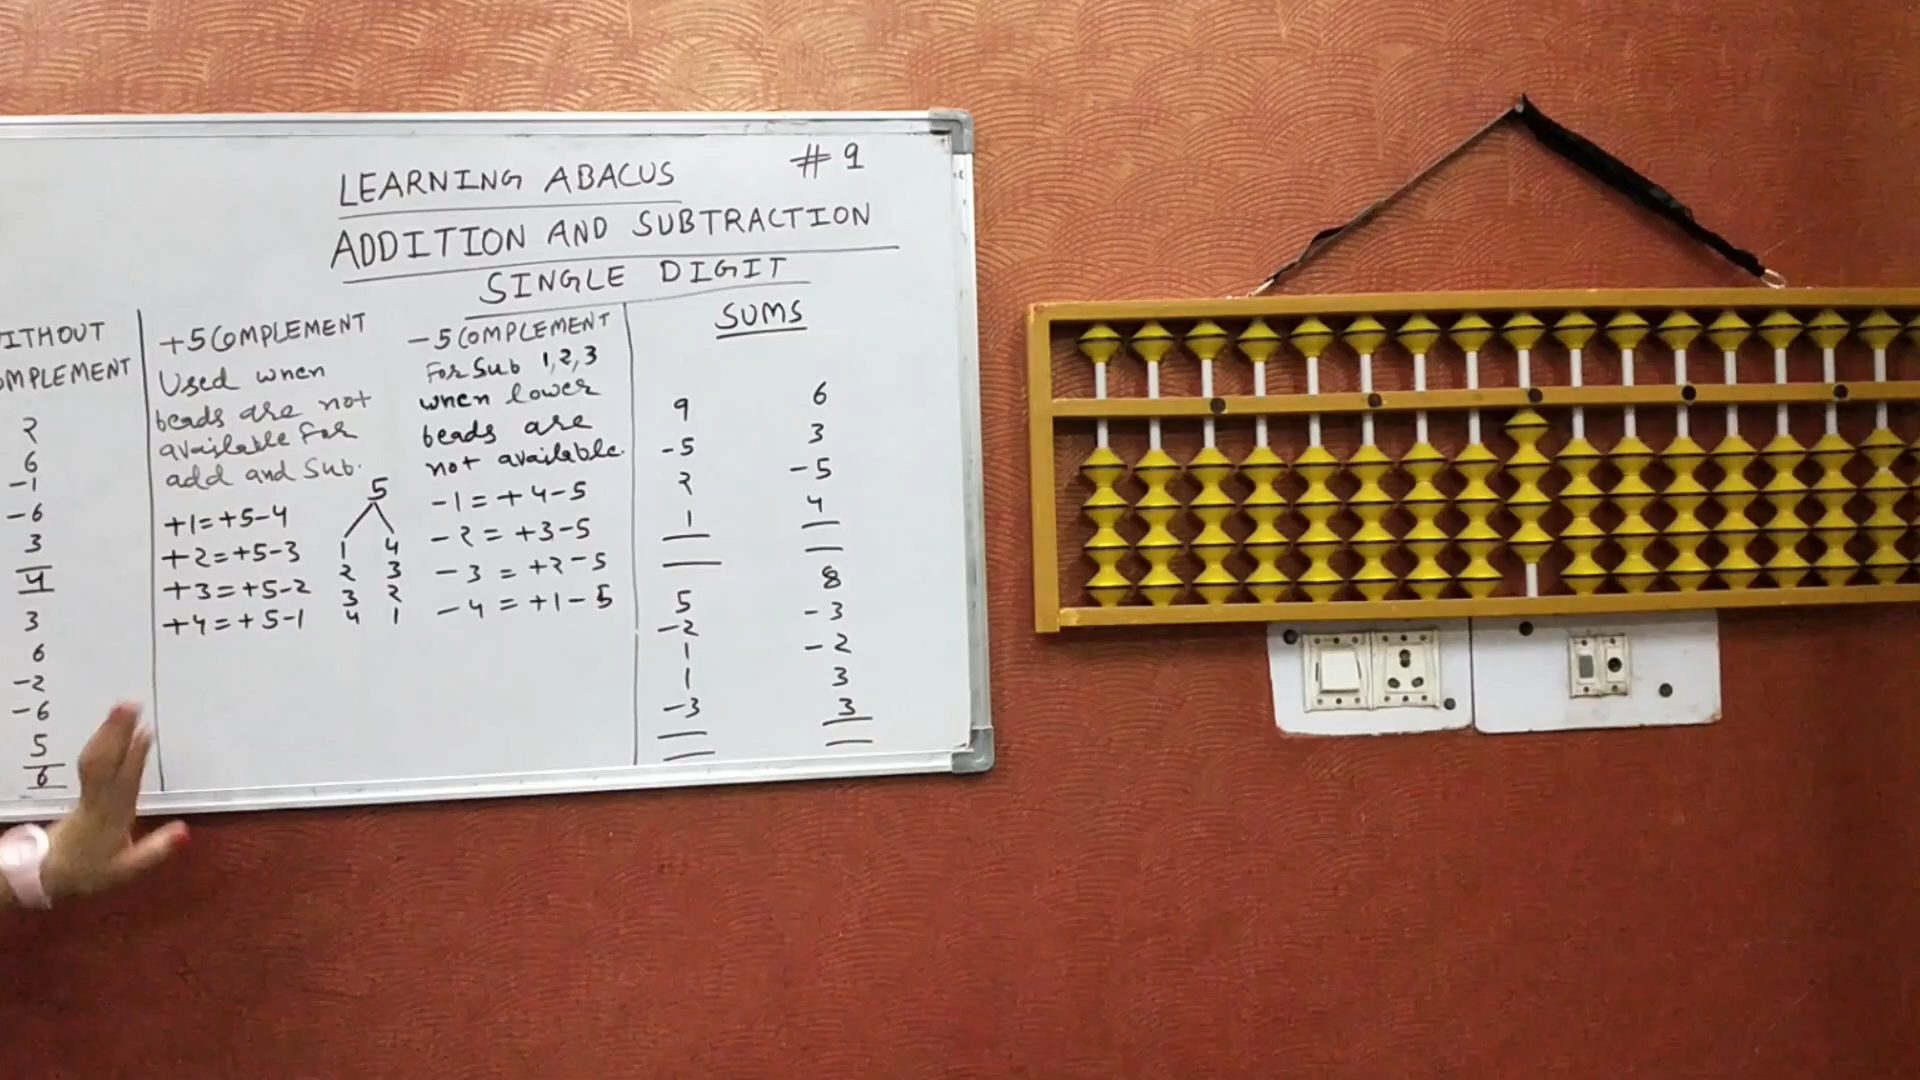 LEARNING ABACUS # 9
ADDITION AND SUBTRACTION
SINGLE DIGIT
ITHOUT
OMPLEMENT
2
6
-1
-6
3
4
3
6
-2
-6
5
6
+5 COMPLEMENT
Used when
beads are not
available for
add and Sub.
+1=+5-4
+2=+5-3
+3=+5-2
+4=+5-1
5
1 4
2 3
3 2
4 1
-5 COMPLEMENT
For Sub 1,2,3
when lower
beads are
not available.
-1=+4-5
-2=+3-5
-3=+2-5
-4=+1-5
SUMS
9
-5
2
1
5
-2
1
1
-3
6
3
-5
4
8
-3
-2
3
3